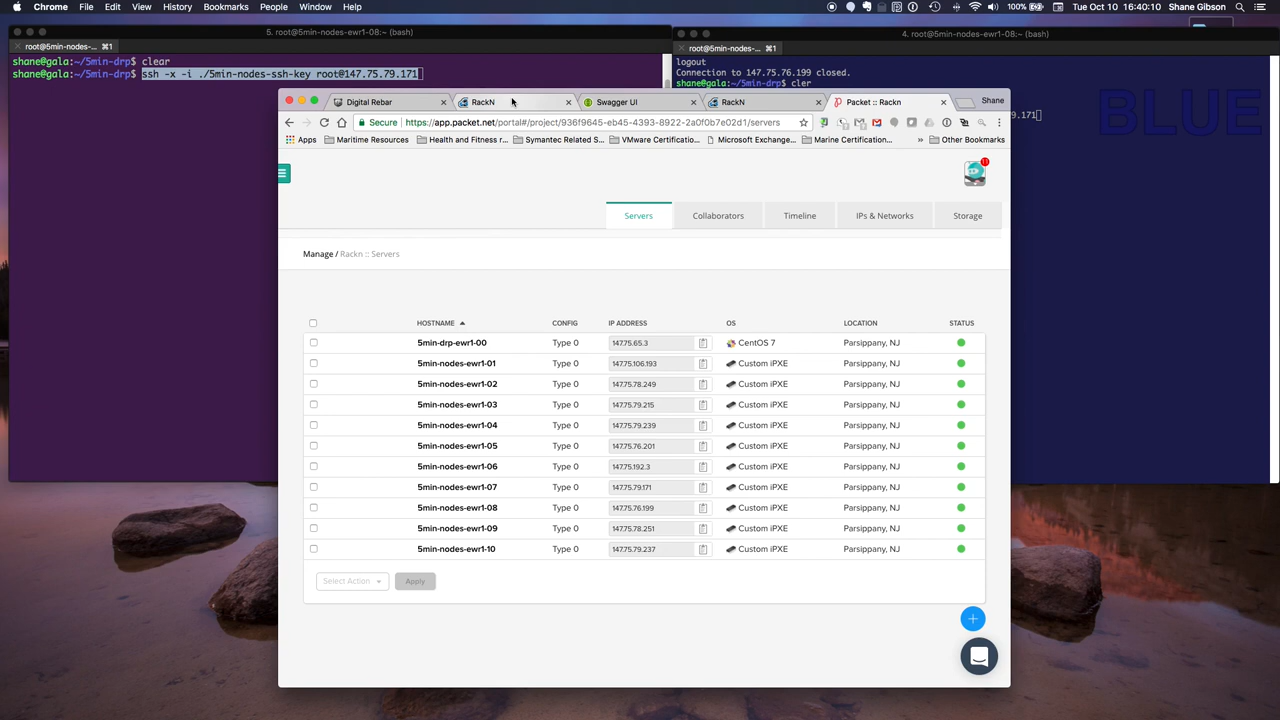 Chrome File Edit View History Bookmarks People Window Help 100% Tue Oct 10 16:40:10 Shane Gibson
5. root@5min-nodes-ewr1-08:~ (bash)
root@5min-nodes-... ⌘1
shane@gala:~/5min-drp$ clear
shane@gala:~/5min-drp$ ssh -x -i ./5min-nodes-ssh-key root@147.75.79.171
4. root@5min-nodes-ewr1-08:~ (bash)
root@5min-nodes-... ⌘1
logout
Connection to 147.75.76.199 closed.
shane@gala:~/5min-drp$ cler
9.171
BLUE
Digital Rebar RackN Swagger UI RackN Packet :: Rackn Shane
Secure https://app.packet.net/portal#/project/936f9645-eb45-4393-8922-2a0f0b7e02d1/servers
Apps Maritime Resources Health and Fitness r... Symantec Related S... VMware Certificatio... Microsoft Exchange... Marine Certification... » Other Bookmarks
11
Servers Collaborators Timeline IPs & Networks Storage
Manage / Rackn :: Servers
HOSTNAME CONFIG IP ADDRESS OS LOCATION STATUS
5min-drp-ewr1-00 Type 0 147.75.65.3 CentOS 7 Parsippany, NJ
5min-nodes-ewr1-01 Type 0 147.75.106.193 Custom iPXE Parsippany, NJ
5min-nodes-ewr1-02 Type 0 147.75.78.249 Custom iPXE Parsippany, NJ
5min-nodes-ewr1-03 Type 0 147.75.79.215 Custom iPXE Parsippany, NJ
5min-nodes-ewr1-04 Type 0 147.75.79.239 Custom iPXE Parsippany, NJ
5min-nodes-ewr1-05 Type 0 147.75.76.201 Custom iPXE Parsippany, NJ
5min-nodes-ewr1-06 Type 0 147.75.192.3 Custom iPXE Parsippany, NJ
5min-nodes-ewr1-07 Type 0 147.75.79.171 Custom iPXE Parsippany, NJ
5min-nodes-ewr1-08 Type 0 147.75.76.199 Custom iPXE Parsippany, NJ
5min-nodes-ewr1-09 Type 0 147.75.78.251 Custom iPXE Parsippany, NJ
5min-nodes-ewr1-10 Type 0 147.75.79.237 Custom iPXE Parsippany, NJ
Select Action Apply